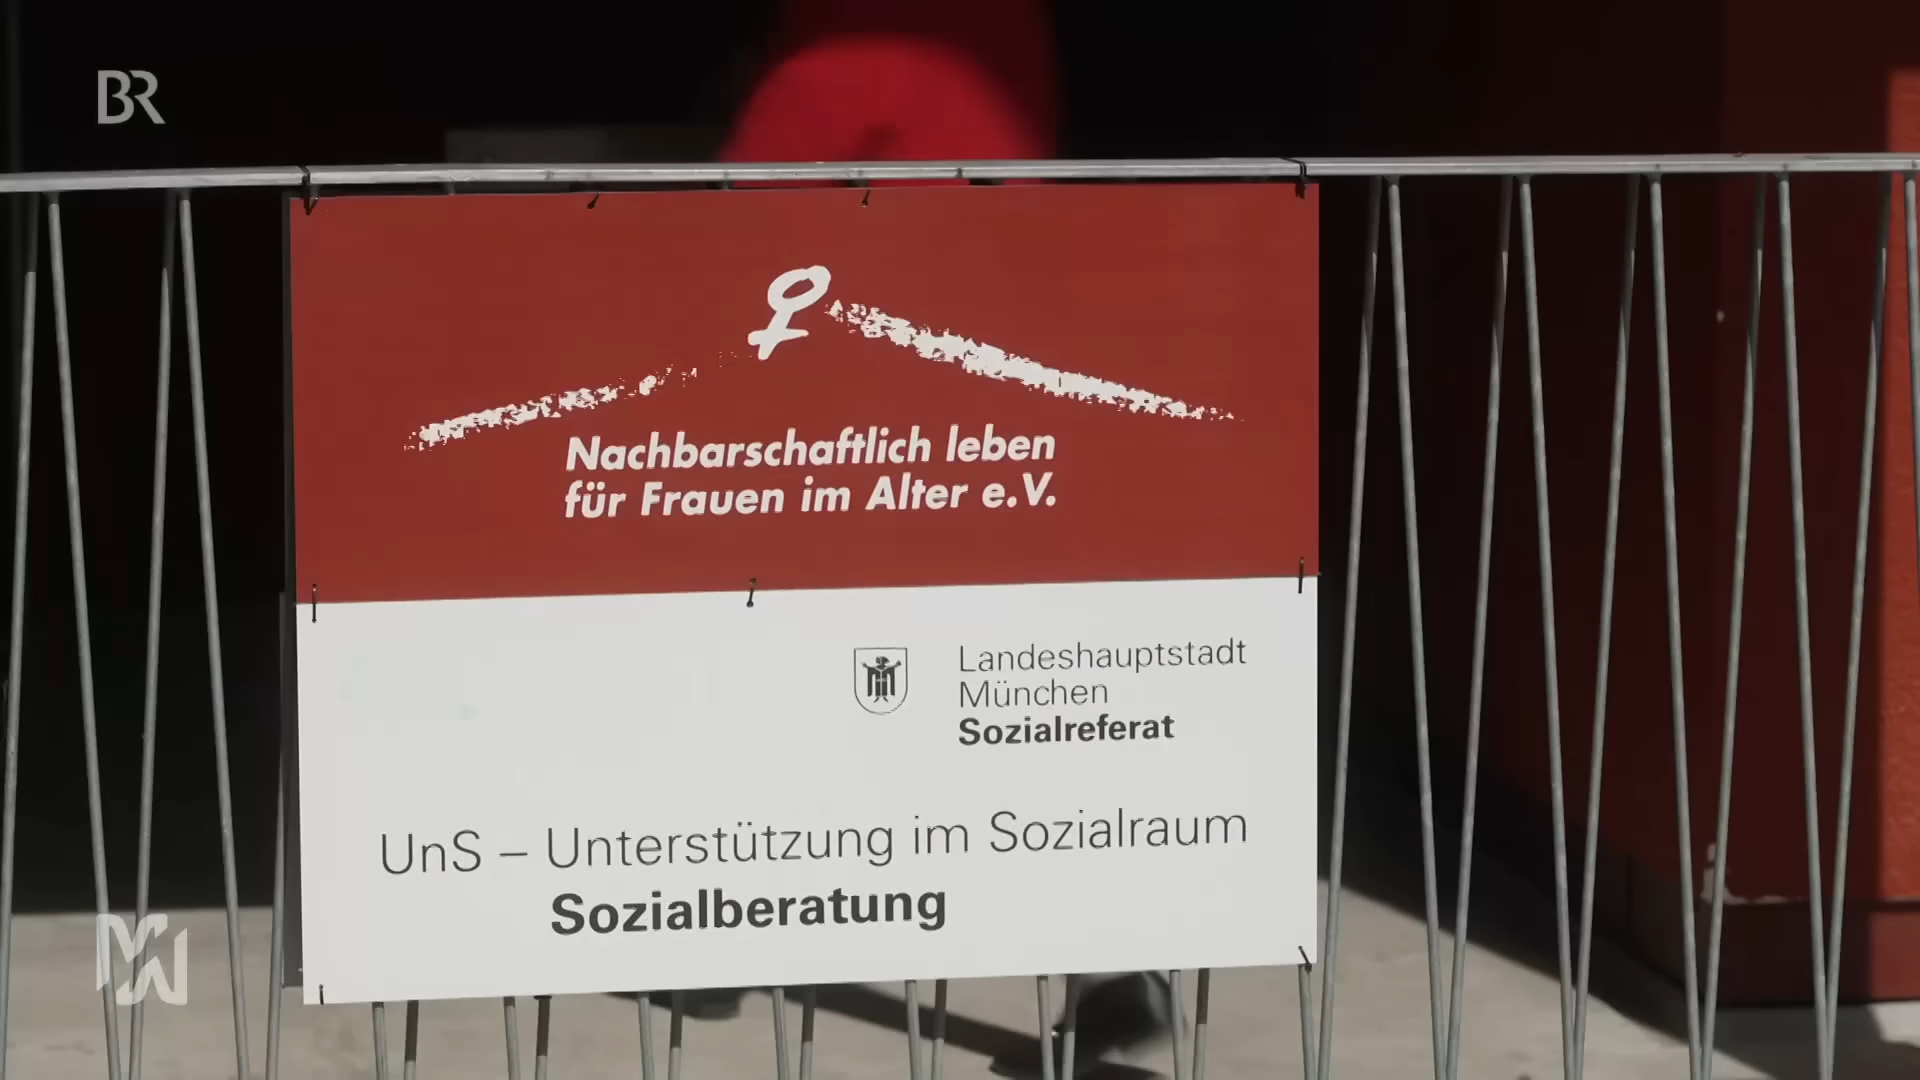 BR
Nachbarschaftlich leben
für Frauen im Alter e.V.
Landeshauptstadt
München
Sozialreferat
UnS – Unterstützung im Sozialraum
Sozialberatung